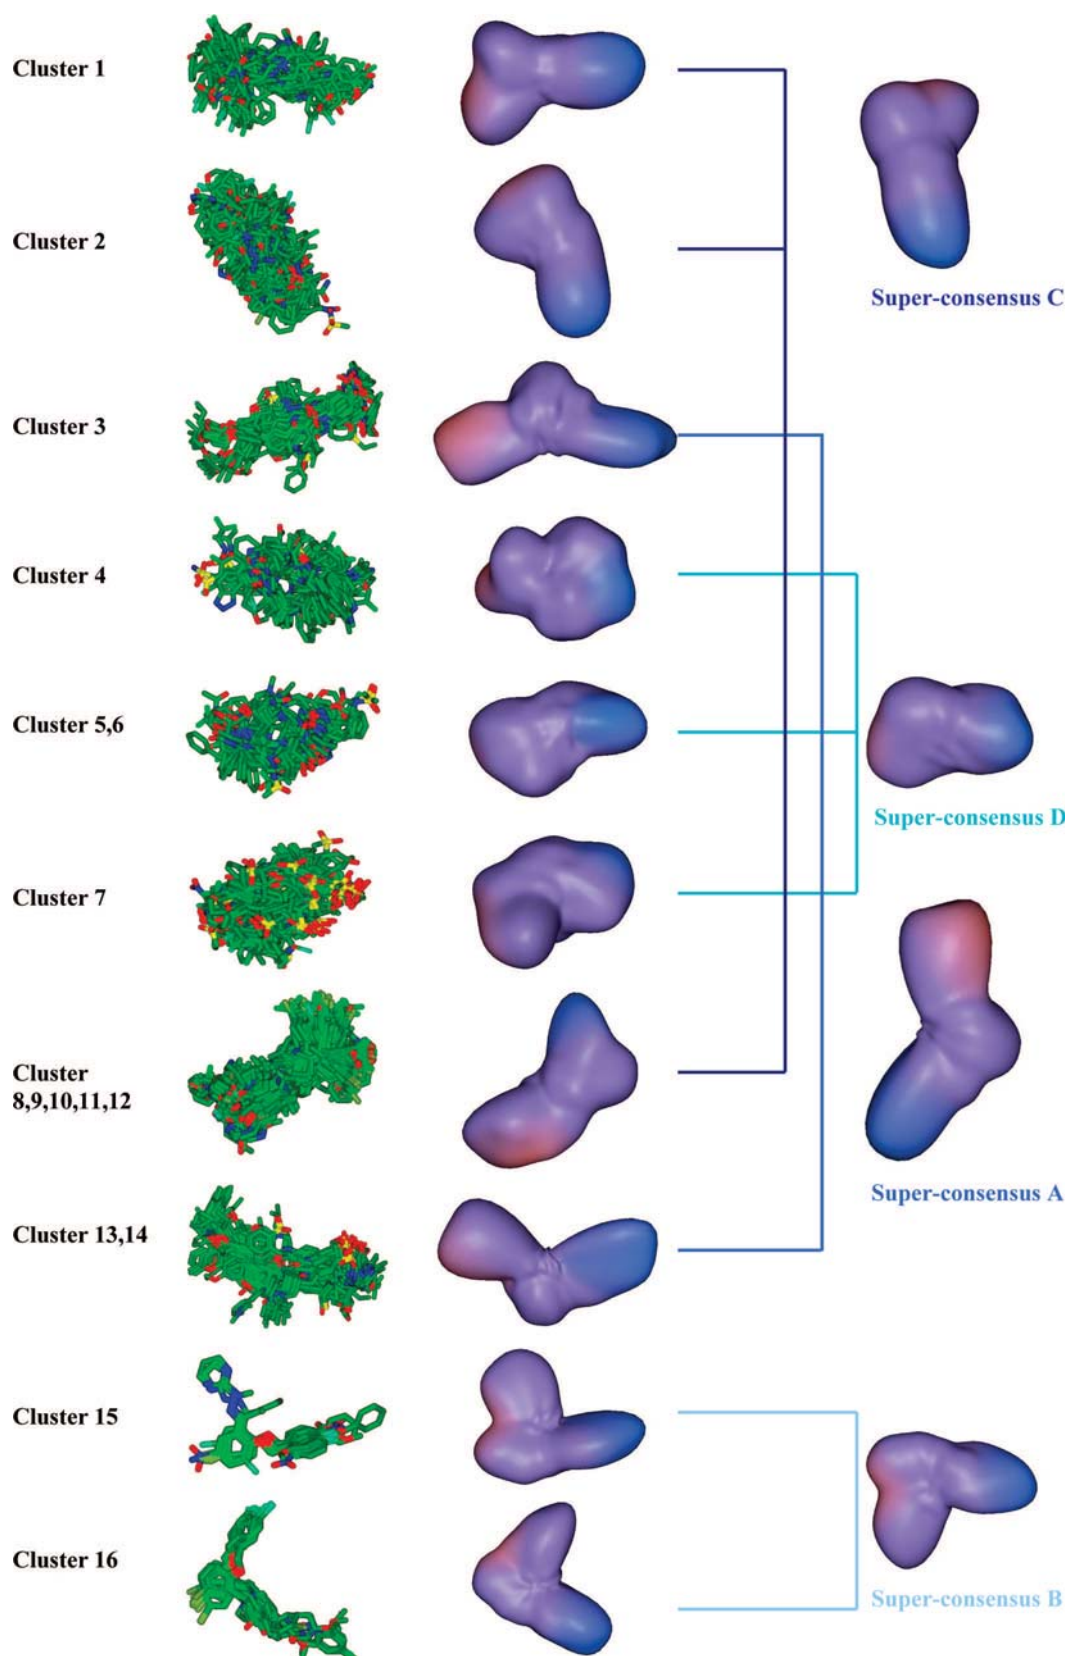 Cluster 1
Cluster 2
Super-consensus C
Cluster 3
Cluster 4
Cluster 5,6
Super-consensus D
Cluster 7
Cluster
8,9,10,11,12
Super-consensus A
Cluster 13,14
Cluster 15
Cluster 16
Super-consensus B